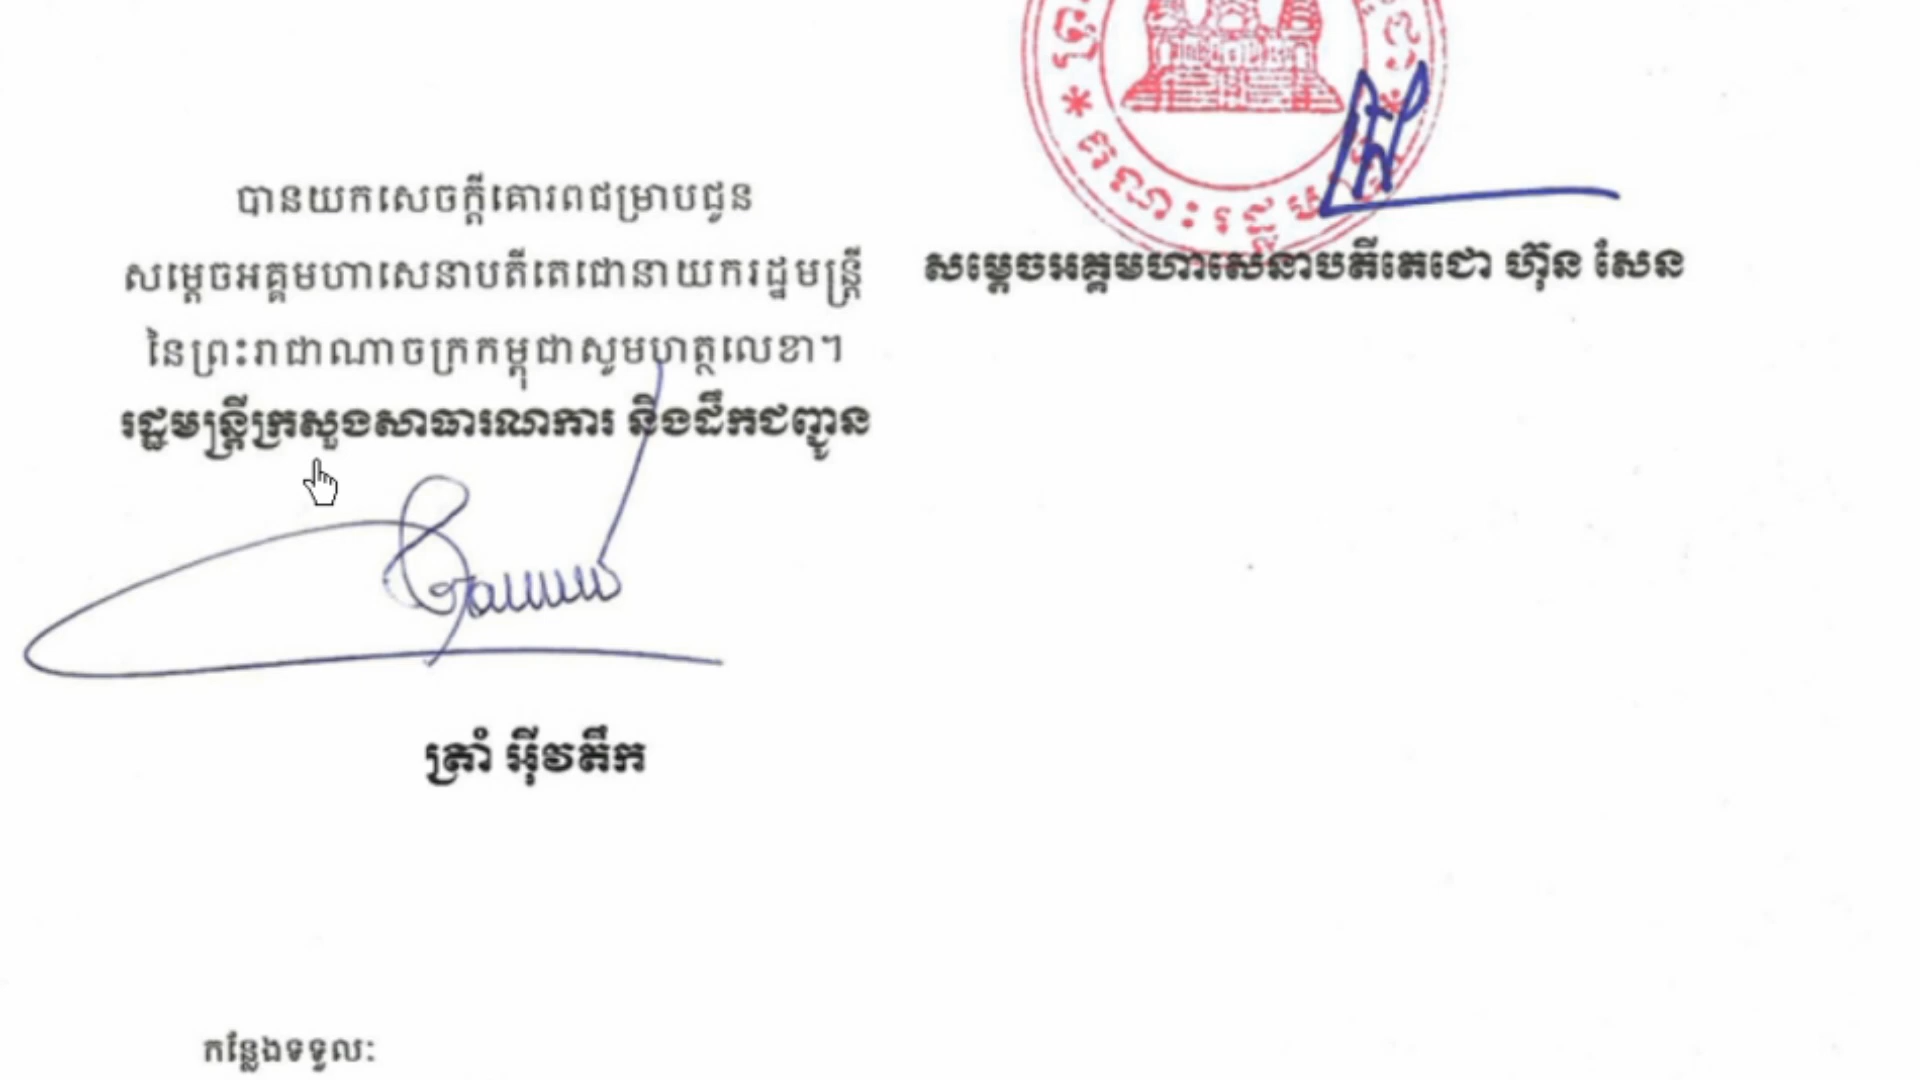 គណៈរដ្ឋម
បានយកសេចក្តីគោរពជម្រាបជូន
សម្តេចអគ្គមហាសេនាបតីតេជោនាយករដ្ឋមន្ត្រី
នៃព្រះរាជាណាចក្រកម្ពុជាសូមហត្ថលេខា។
រដ្ឋមន្ត្រីក្រសួងសាធារណការ និងដឹកជញ្ជូន
ត្រាំ អ៊ីវតឹក
សម្តេចអគ្គមហាសេនាបតីតេជោ ហ៊ុន សែន
កន្លែងទទួល: